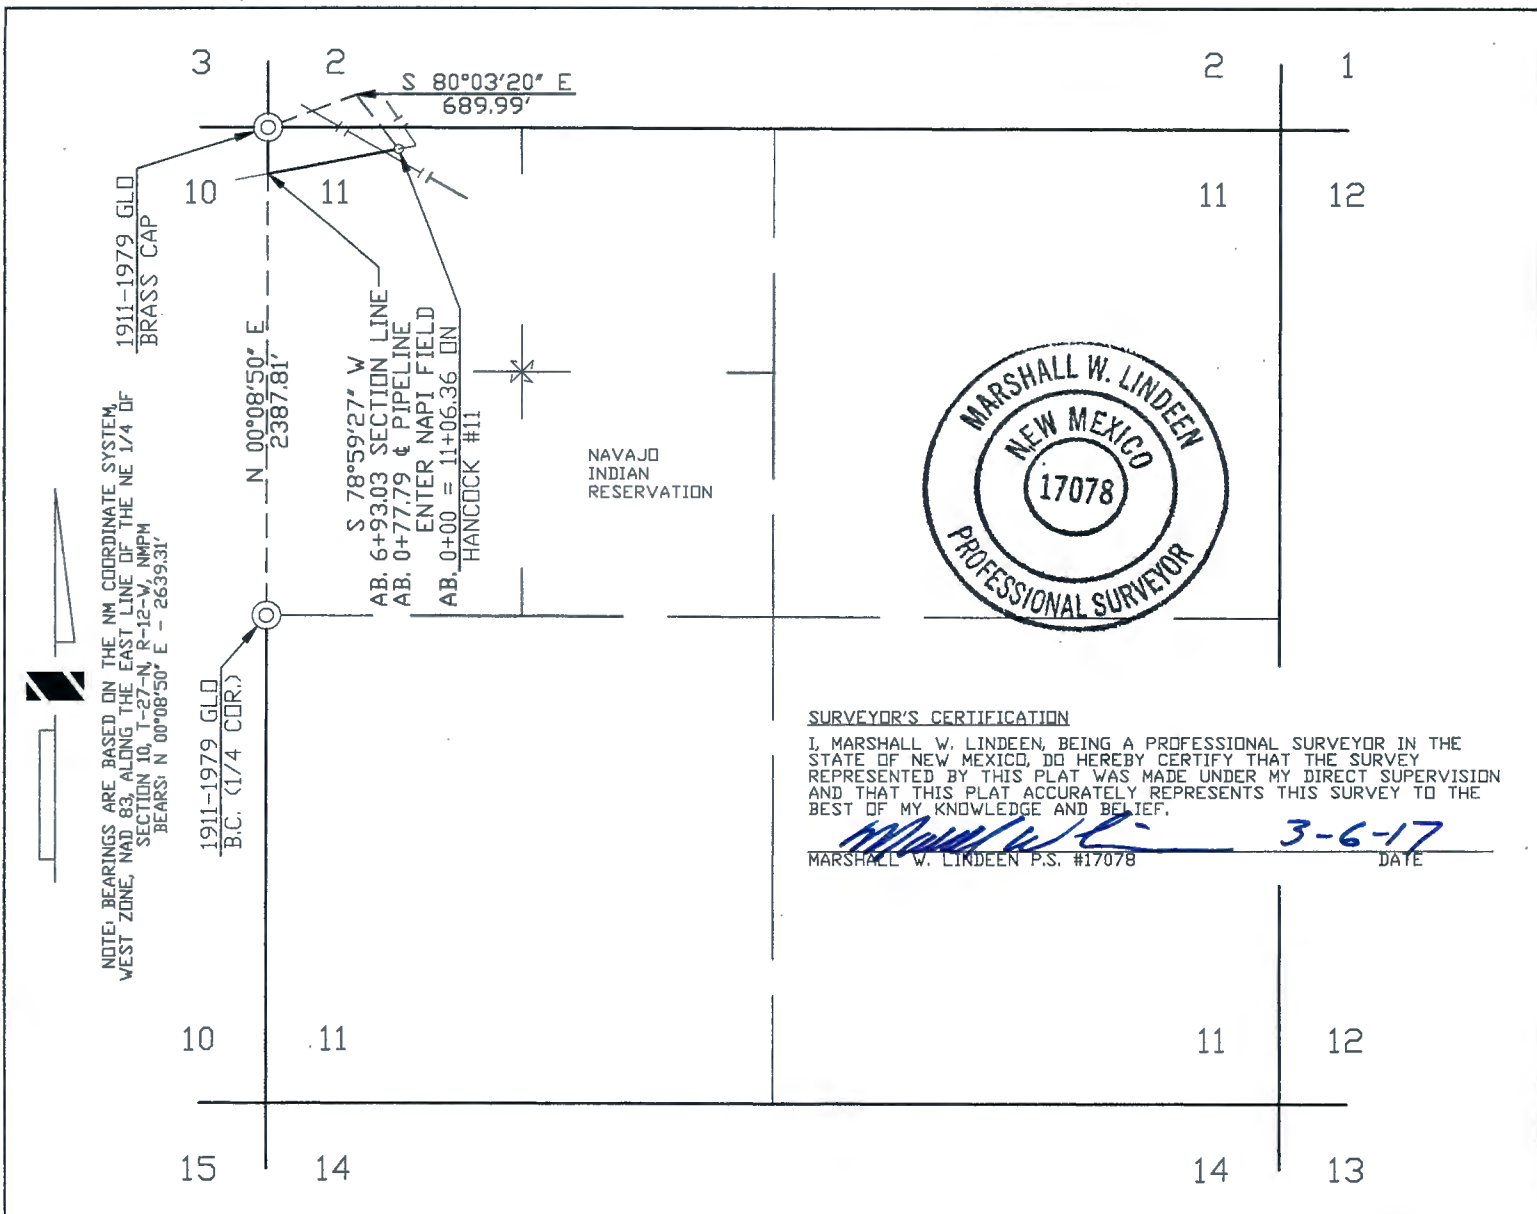 3
2
2
1
S 80°03'20" E
689.99'
10
11
11
12
1911-1979 GLO
BRASS CAP
N 00°08'50" E
2387.81'
S 78°59'27" W
AB. 6+93.03 SECTION LINE
AB. 0+77.79 ℄ PIPELINE
ENTER NAPI FIELD
AB. 0+00 = 11+06.36 ON
HANCOCK #11
NAVAJO
INDIAN
RESERVATION
MARSHALL W. LINDEEN
NEW MEXICO
17078
PROFESSIONAL SURVEYOR
NOTE: BEARINGS ARE BASED ON THE NM COORDINATE SYSTEM,
WEST ZONE, NAD 83, ALONG THE EAST LINE OF THE NE 1/4 OF
SECTION 10, T-27-N, R-12-W, NMPM
BEARS: N 00°08'50" E - 2639.31'
1911-1979 GLO
B.C. (1/4 COR.)
SURVEYOR'S CERTIFICATION
I, MARSHALL W. LINDEEN, BEING A PROFESSIONAL SURVEYOR IN THE
STATE OF NEW MEXICO, DO HEREBY CERTIFY THAT THE SURVEY
REPRESENTED BY THIS PLAT WAS MADE UNDER MY DIRECT SUPERVISION
AND THAT THIS PLAT ACCURATELY REPRESENTS THIS SURVEY TO THE
BEST OF MY KNOWLEDGE AND BELIEF.
3-6-17
MARSHALL W. LINDEEN P.S. #17078 DATE
10
11
11
12
15
14
14
13